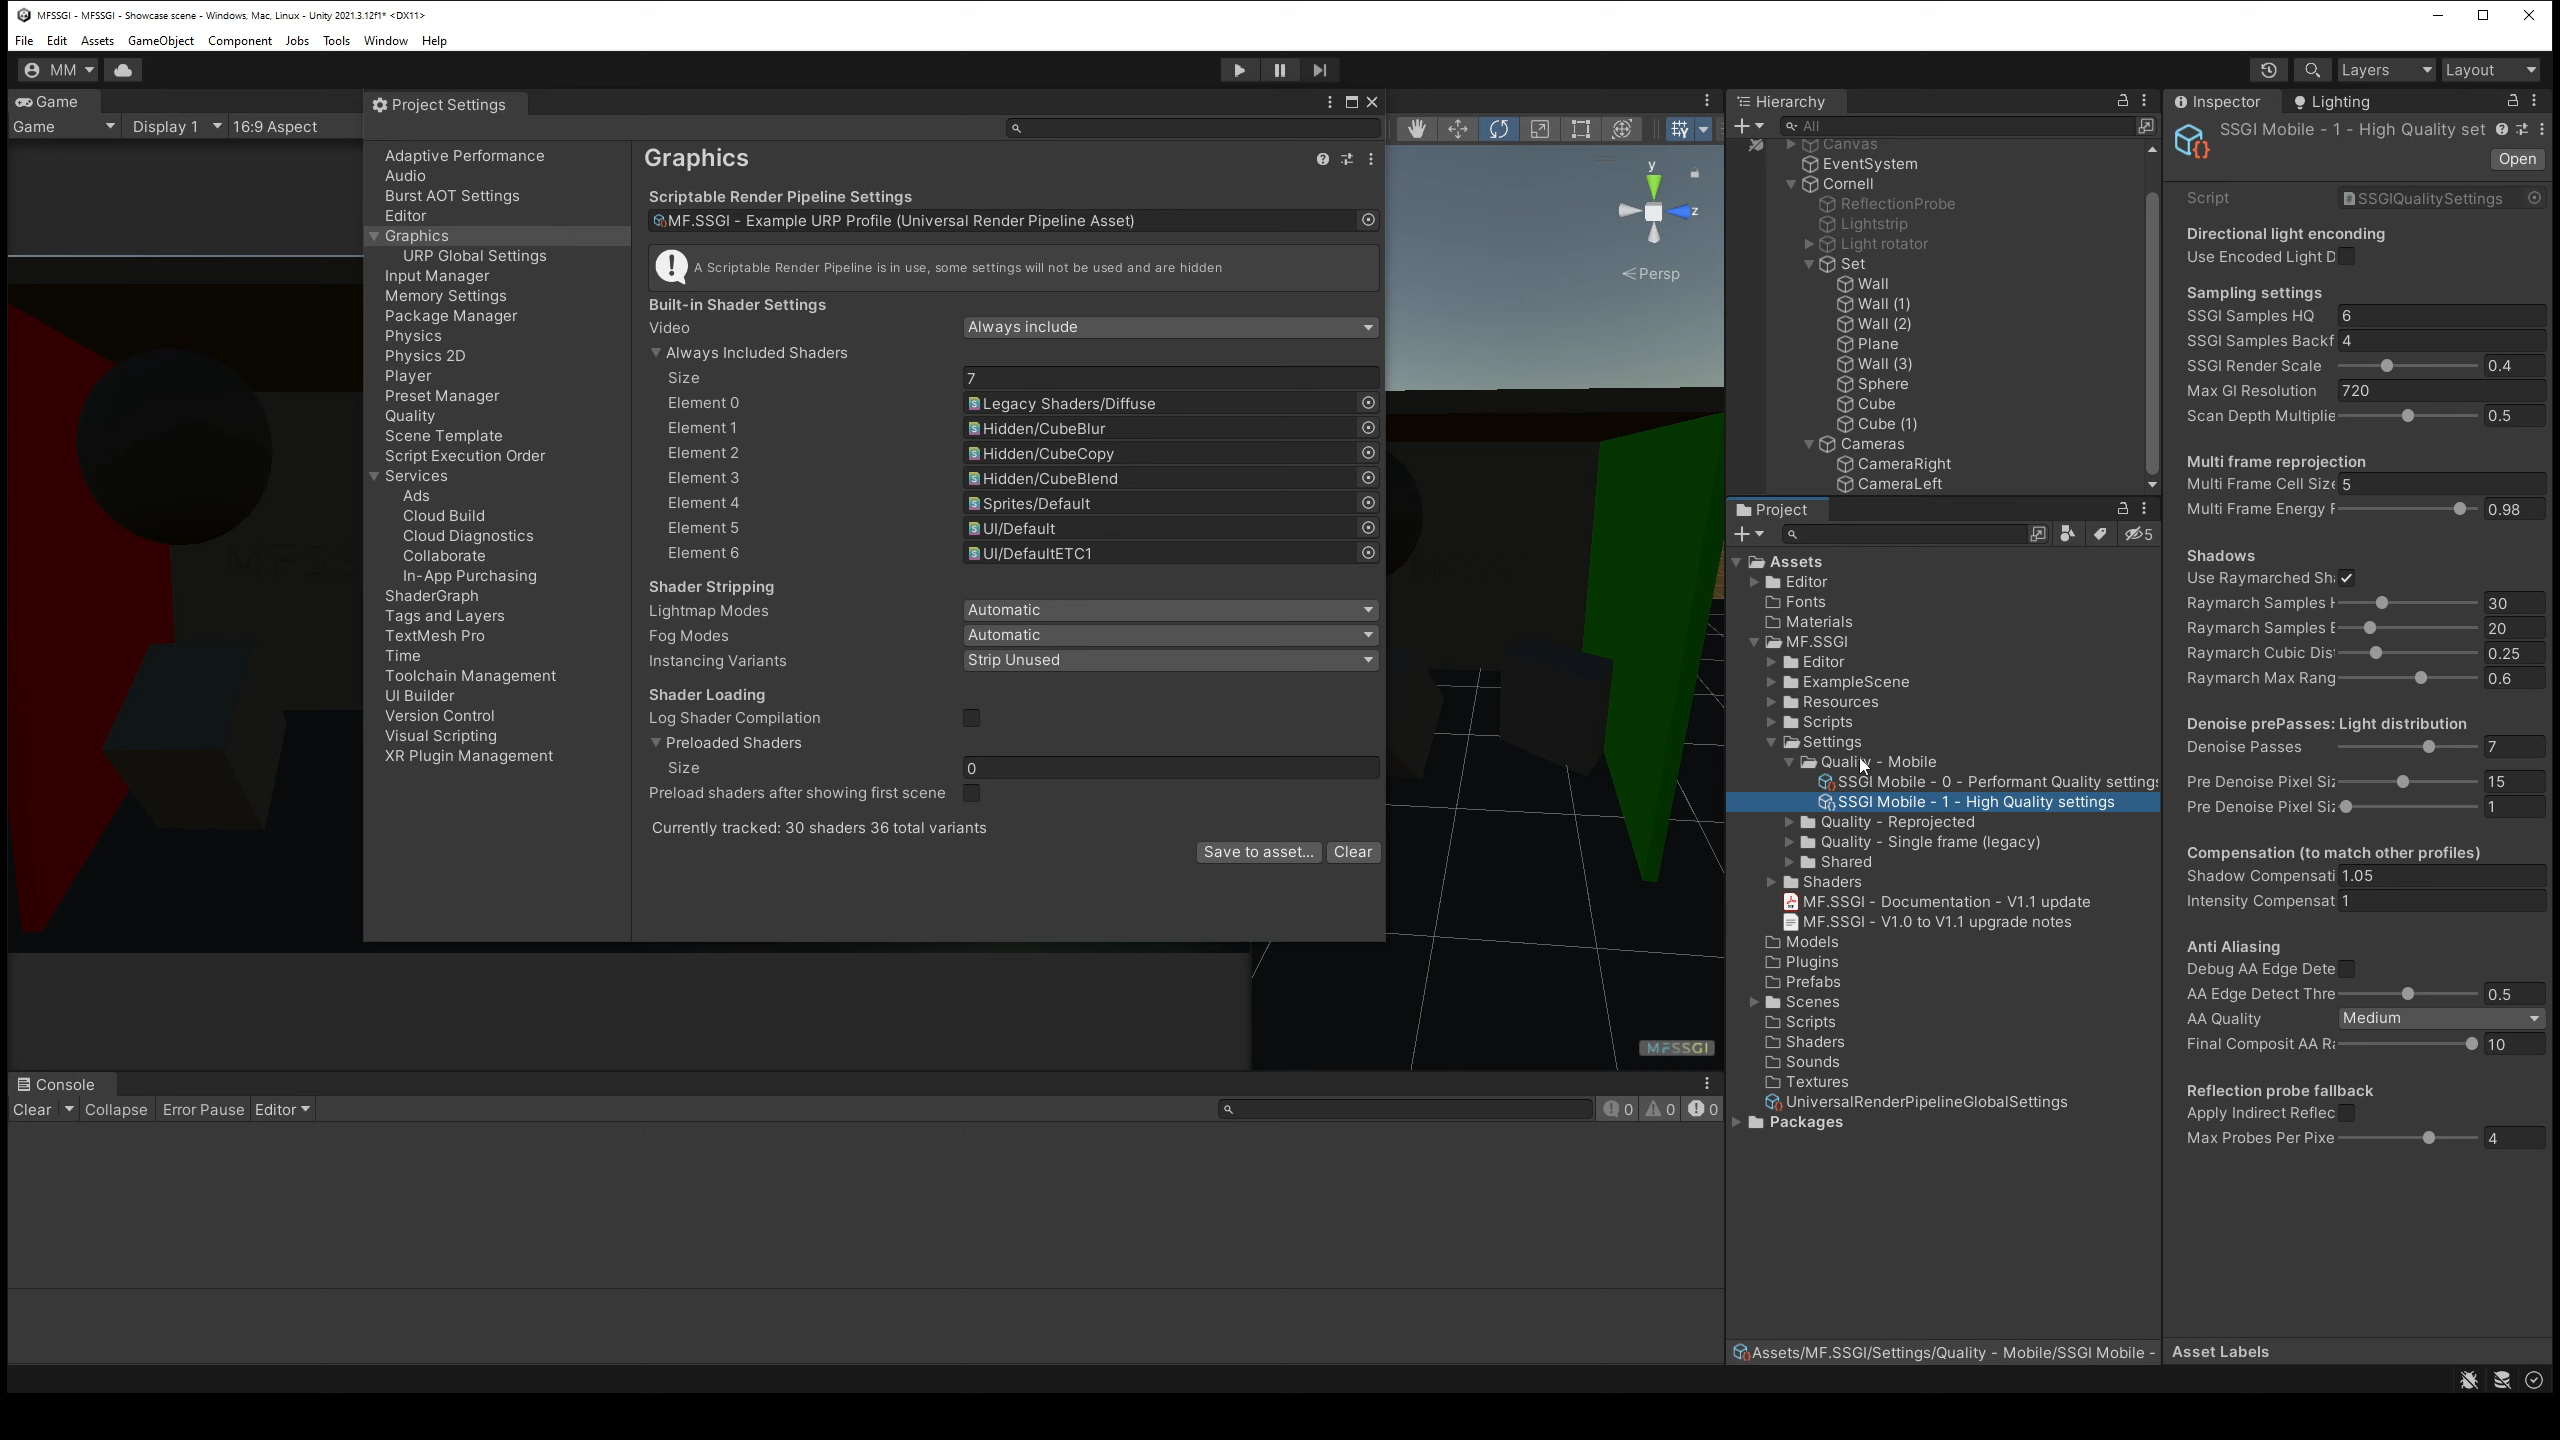 MFSSGI - MFSSGI - Showcase scene - Windows, Mac, Linux - Unity 2021.3.12f1* <DX11>
File Edit Assets GameObject Component Jobs Tools Window Help
MM
Layers Layout
Game
Game Display 1 16:9 Aspect
Project Settings
Adaptive Performance
Audio
Burst AOT Settings
Editor
Graphics
URP Global Settings
Input Manager
Memory Settings
Package Manager
Physics
Physics 2D
Player
Preset Manager
Quality
Scene Template
Script Execution Order
Services
Ads
Cloud Build
Cloud Diagnostics
Collaborate
In-App Purchasing
ShaderGraph
Tags and Layers
TextMesh Pro
Time
Toolchain Management
UI Builder
Version Control
Visual Scripting
XR Plugin Management
Graphics
Scriptable Render Pipeline Settings
MF.SSGI - Example URP Profile (Universal Render Pipeline Asset)
A Scriptable Render Pipeline is in use, some settings will not be used and are hidden
Built-in Shader Settings
Video Always include
Always Included Shaders
Size 7
Element 0 Legacy Shaders/Diffuse
Element 1 Hidden/CubeBlur
Element 2 Hidden/CubeCopy
Element 3 Hidden/CubeBlend
Element 4 Sprites/Default
Element 5 UI/Default
Element 6 UI/DefaultETC1
Shader Stripping
Lightmap Modes Automatic
Fog Modes Automatic
Instancing Variants Strip Unused
Shader Loading
Log Shader Compilation
Preloaded Shaders
Size 0
Preload shaders after showing first scene
Currently tracked: 30 shaders 36 total variants
Save to asset... Clear
y
z
Persp
MFSSGI
Console
Clear Collapse Error Pause Editor
0 0 0
Hierarchy
All
Canvas
EventSystem
Cornell
ReflectionProbe
Lightstrip
Light rotator
Set
Wall
Wall (1)
Wall (2)
Plane
Wall (3)
Sphere
Cube
Cube (1)
Cameras
CameraRight
CameraLeft
Project
5
Assets
Editor
Fonts
Materials
MF.SSGI
Editor
ExampleScene
Resources
Scripts
Settings
Quality - Mobile
SSGI Mobile - 0 - Performant Quality settings
SSGI Mobile - 1 - High Quality settings
Quality - Reprojected
Quality - Single frame (legacy)
Shared
Shaders
MF.SSGI - Documentation - V1.1 update
MF.SSGI - V1.0 to V1.1 upgrade notes
Models
Plugins
Prefabs
Scenes
Scripts
Shaders
Sounds
Textures
UniversalRenderPipelineGlobalSettings
Packages
Assets/MF.SSGI/Settings/Quality - Mobile/SSGI Mobile -
Inspector Lighting
SSGI Mobile - 1 - High Quality set
Open
Script SSGIQualitySettings
Directional light enconding
Use Encoded Light D
Sampling settings
SSGI Samples HQ 6
SSGI Samples Backf 4
SSGI Render Scale 0.4
Max GI Resolution 720
Scan Depth Multiplie 0.5
Multi frame reprojection
Multi Frame Cell Size 5
Multi Frame Energy F 0.98
Shadows
Use Raymarched Sha
Raymarch Samples H 30
Raymarch Samples B 20
Raymarch Cubic Dist 0.25
Raymarch Max Rang 0.6
Denoise prePasses: Light distribution
Denoise Passes 7
Pre Denoise Pixel Siz 15
Pre Denoise Pixel Siz 1
Compensation (to match other profiles)
Shadow Compensati 1.05
Intensity Compensat 1
Anti Aliasing
Debug AA Edge Dete
AA Edge Detect Thre 0.5
AA Quality Medium
Final Composit AA Ra 10
Reflection probe fallback
Apply Indirect Reflec
Max Probes Per Pixe 4
Asset Labels